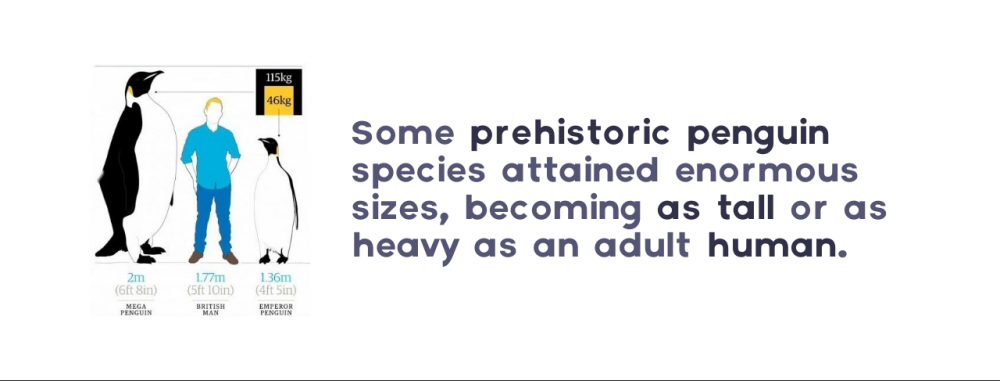 115kg
46kg
Some prehistoric penguin
species attained enormous
sizes, becoming as tall or as
heavy as an adult human.
2m
(6ft 8in)
MEGA
PENGUIN
1.77m
(5ft 10in)
BRITISH
MAN
1.36m
(4ft 5in)
EMPEROR
PENGUIN